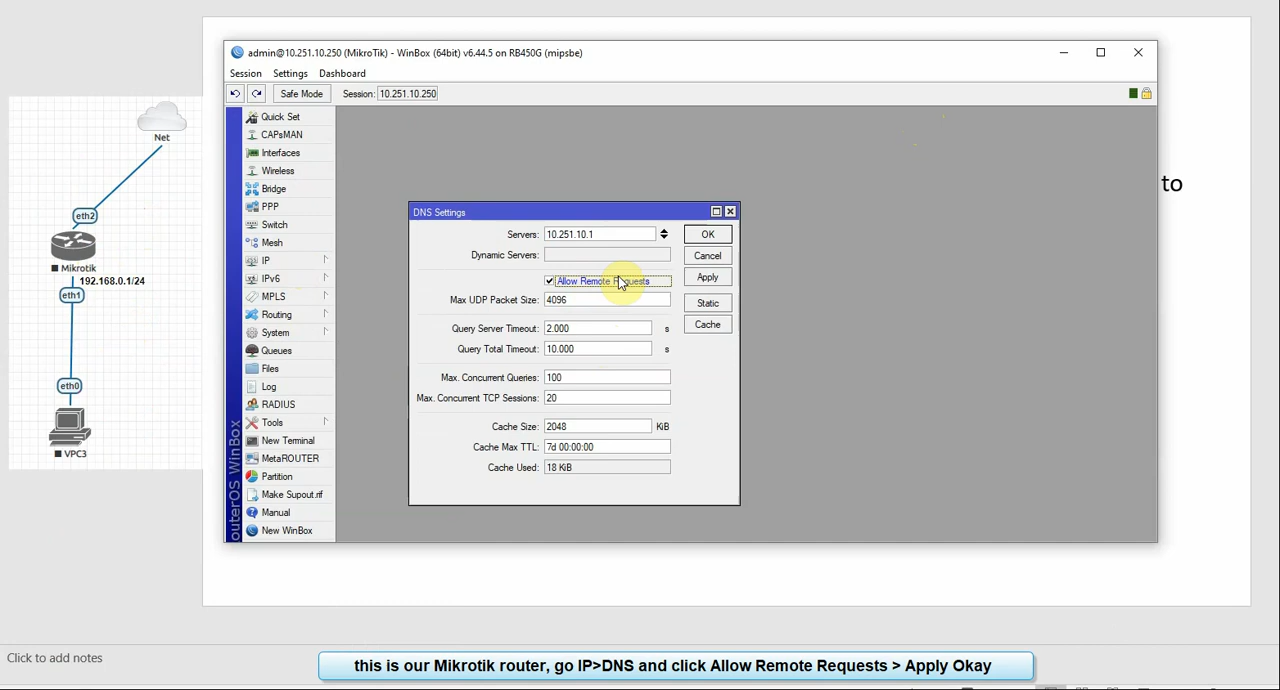 admin@10.251.10.250 (MikroTik) - WinBox (64bit) v6.44.5 on RB450G (mipsbe)
Session Settings Dashboard
Safe Mode Session: 10.251.10.250
Net
eth2
Mikrotik
192.168.0.1/24
eth1
eth0
VPC3
Quick Set
CAPsMAN
Interfaces
Wireless
Bridge
PPP
Switch
Mesh
IP
IPv6
MPLS
Routing
System
Queues
Files
Log
RADIUS
Tools
New Terminal
MetaROUTER
Partition
Make Supout.rif
Manual
New WinBox
outerOS WinBox
DNS Settings
Servers: 10.251.10.1
Dynamic Servers:
Allow Remote Requests
Max UDP Packet Size: 4096
Query Server Timeout: 2.000 s
Query Total Timeout: 10.000 s
Max. Concurrent Queries: 100
Max. Concurrent TCP Sessions: 20
Cache Size: 2048 KiB
Cache Max TTL: 7d 00:00:00
Cache Used: 18 KiB
OK
Cancel
Apply
Static
Cache
to
Click to add notes
this is our Mikrotik router, go IP>DNS and click Allow Remote Requests > Apply Okay